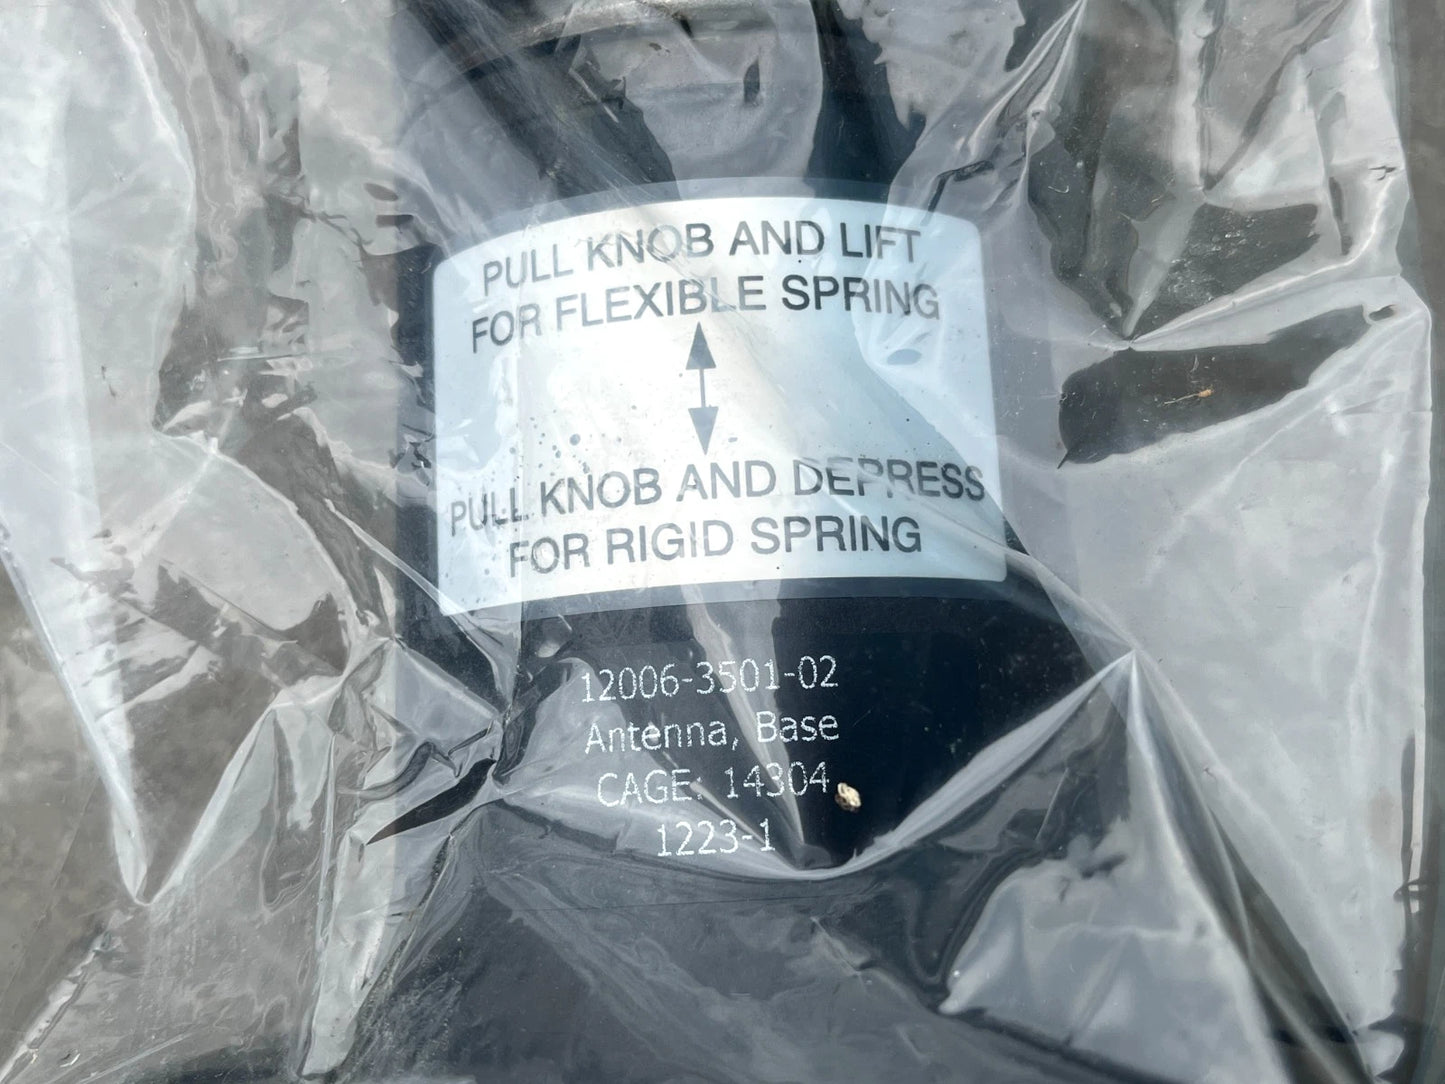 PULL KNOB AND LIFT
FOR FLEXIBLE SPRING
PULL KNOB AND DEPRESS
FOR RIGID SPRING
12006-3501-02
Antenna, Base
CAGE: 14304
1223-1